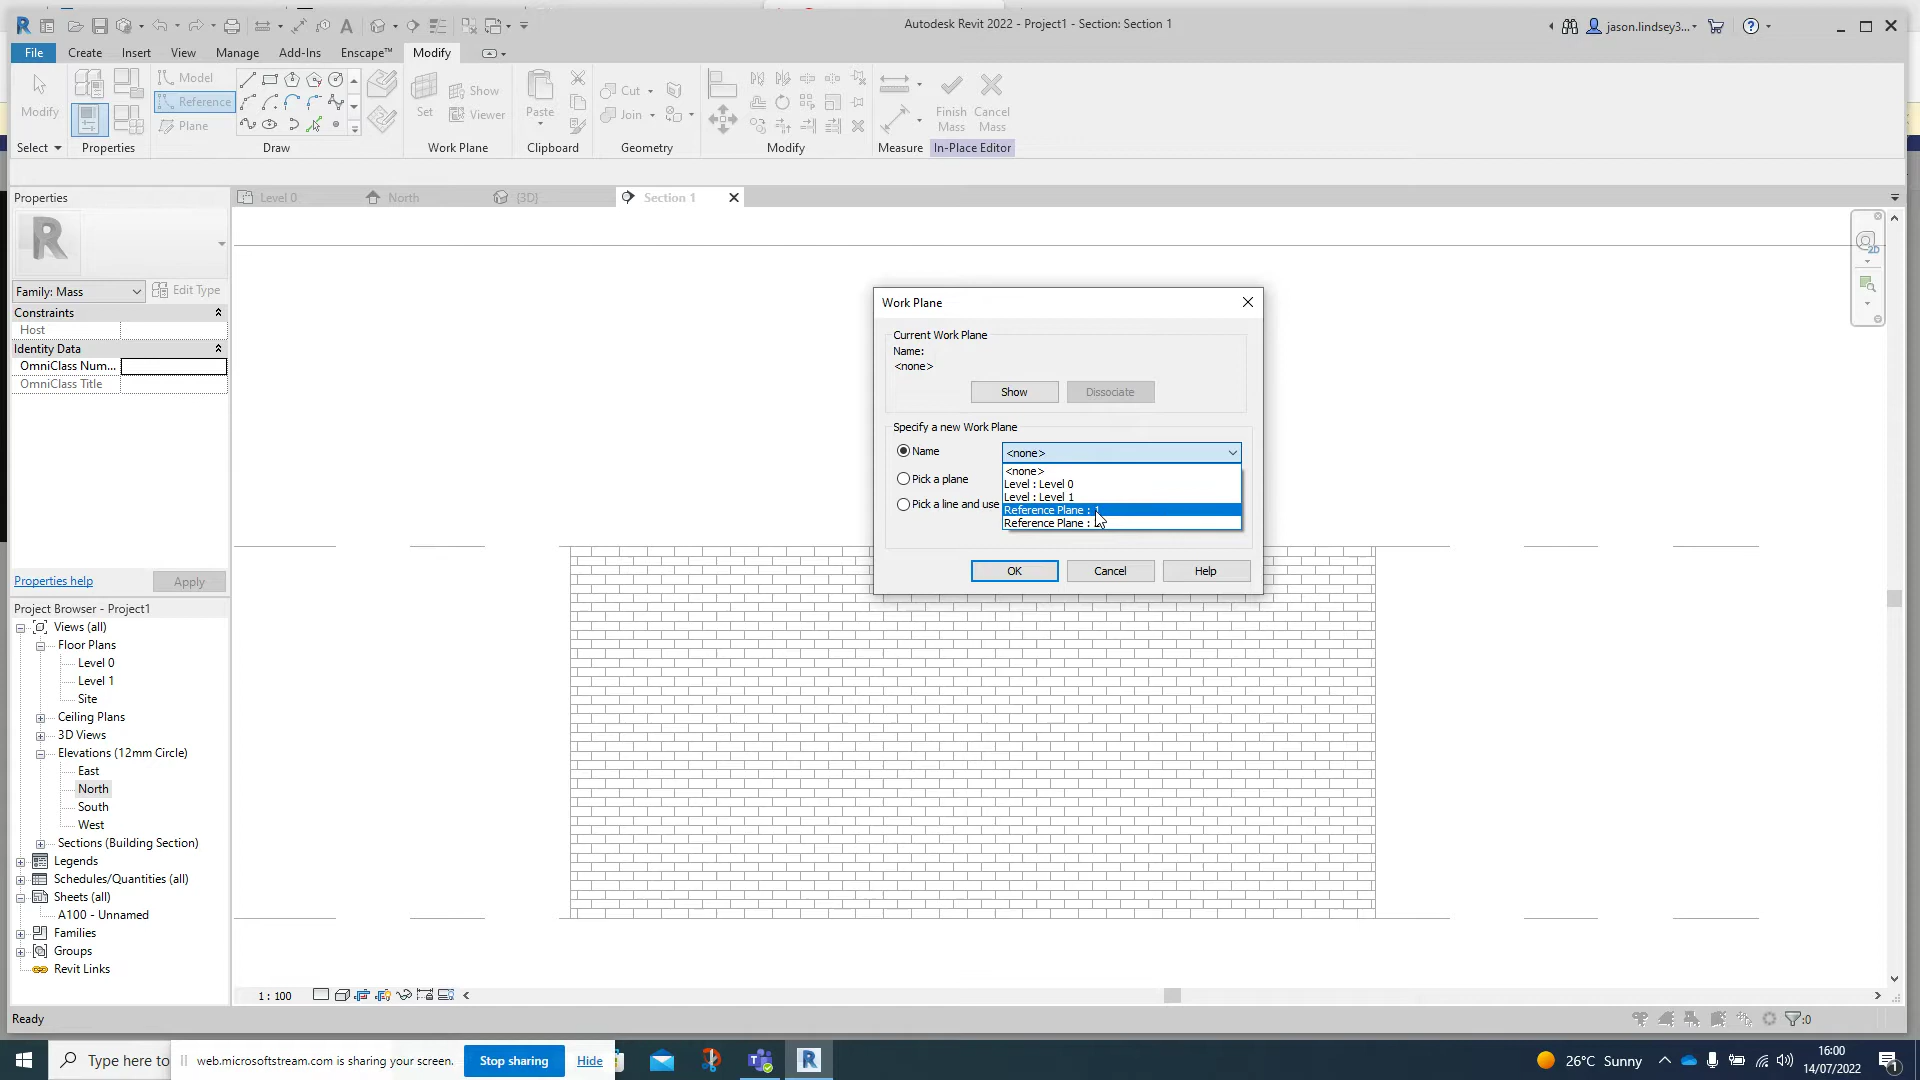 Autodesk Revit 2022 - Project1 - Section: Section 1
jason.lindsey3...
File Create Insert View Manage Add-Ins Enscape™ Modify
Modify
Model
Reference
Plane
Set
Show
Viewer
Paste
Cut
Join
Finish Mass
Cancel Mass
Select Properties Draw Work Plane Clipboard Geometry Modify Measure In-Place Editor
Properties
Level 0 North {3D} Section 1
R
2D
Family: Mass Edit Type
Constraints
Host
Identity Data
OmniClass Num...
OmniClass Title
Properties help Apply
Work Plane
Current Work Plane
Name:
<none>
Show Dissociate
Specify a new Work Plane
Name <none>
<none>
Level : Level 0
Level : Level 1
Reference Plane : 1
Reference Plane :
Pick a plane
Pick a line and use
OK Cancel Help
Project Browser - Project1
Views (all)
Floor Plans
Level 0
Level 1
Site
Ceiling Plans
3D Views
Elevations (12mm Circle)
East
North
South
West
Sections (Building Section)
Legends
Schedules/Quantities (all)
Sheets (all)
A100 - Unnamed
Families
Groups
Revit Links
1 : 100
Ready
:0
Type here to
web.microsoftstream.com is sharing your screen.
Stop sharing
Hide
26°C Sunny
16:00
14/07/2022
1